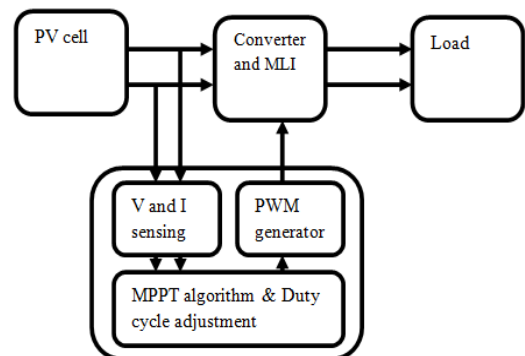 PV cell
Converter
and MLI
Load
V and I
sensing
PWM
generator
MPPT algorithm & Duty
cycle adjustment